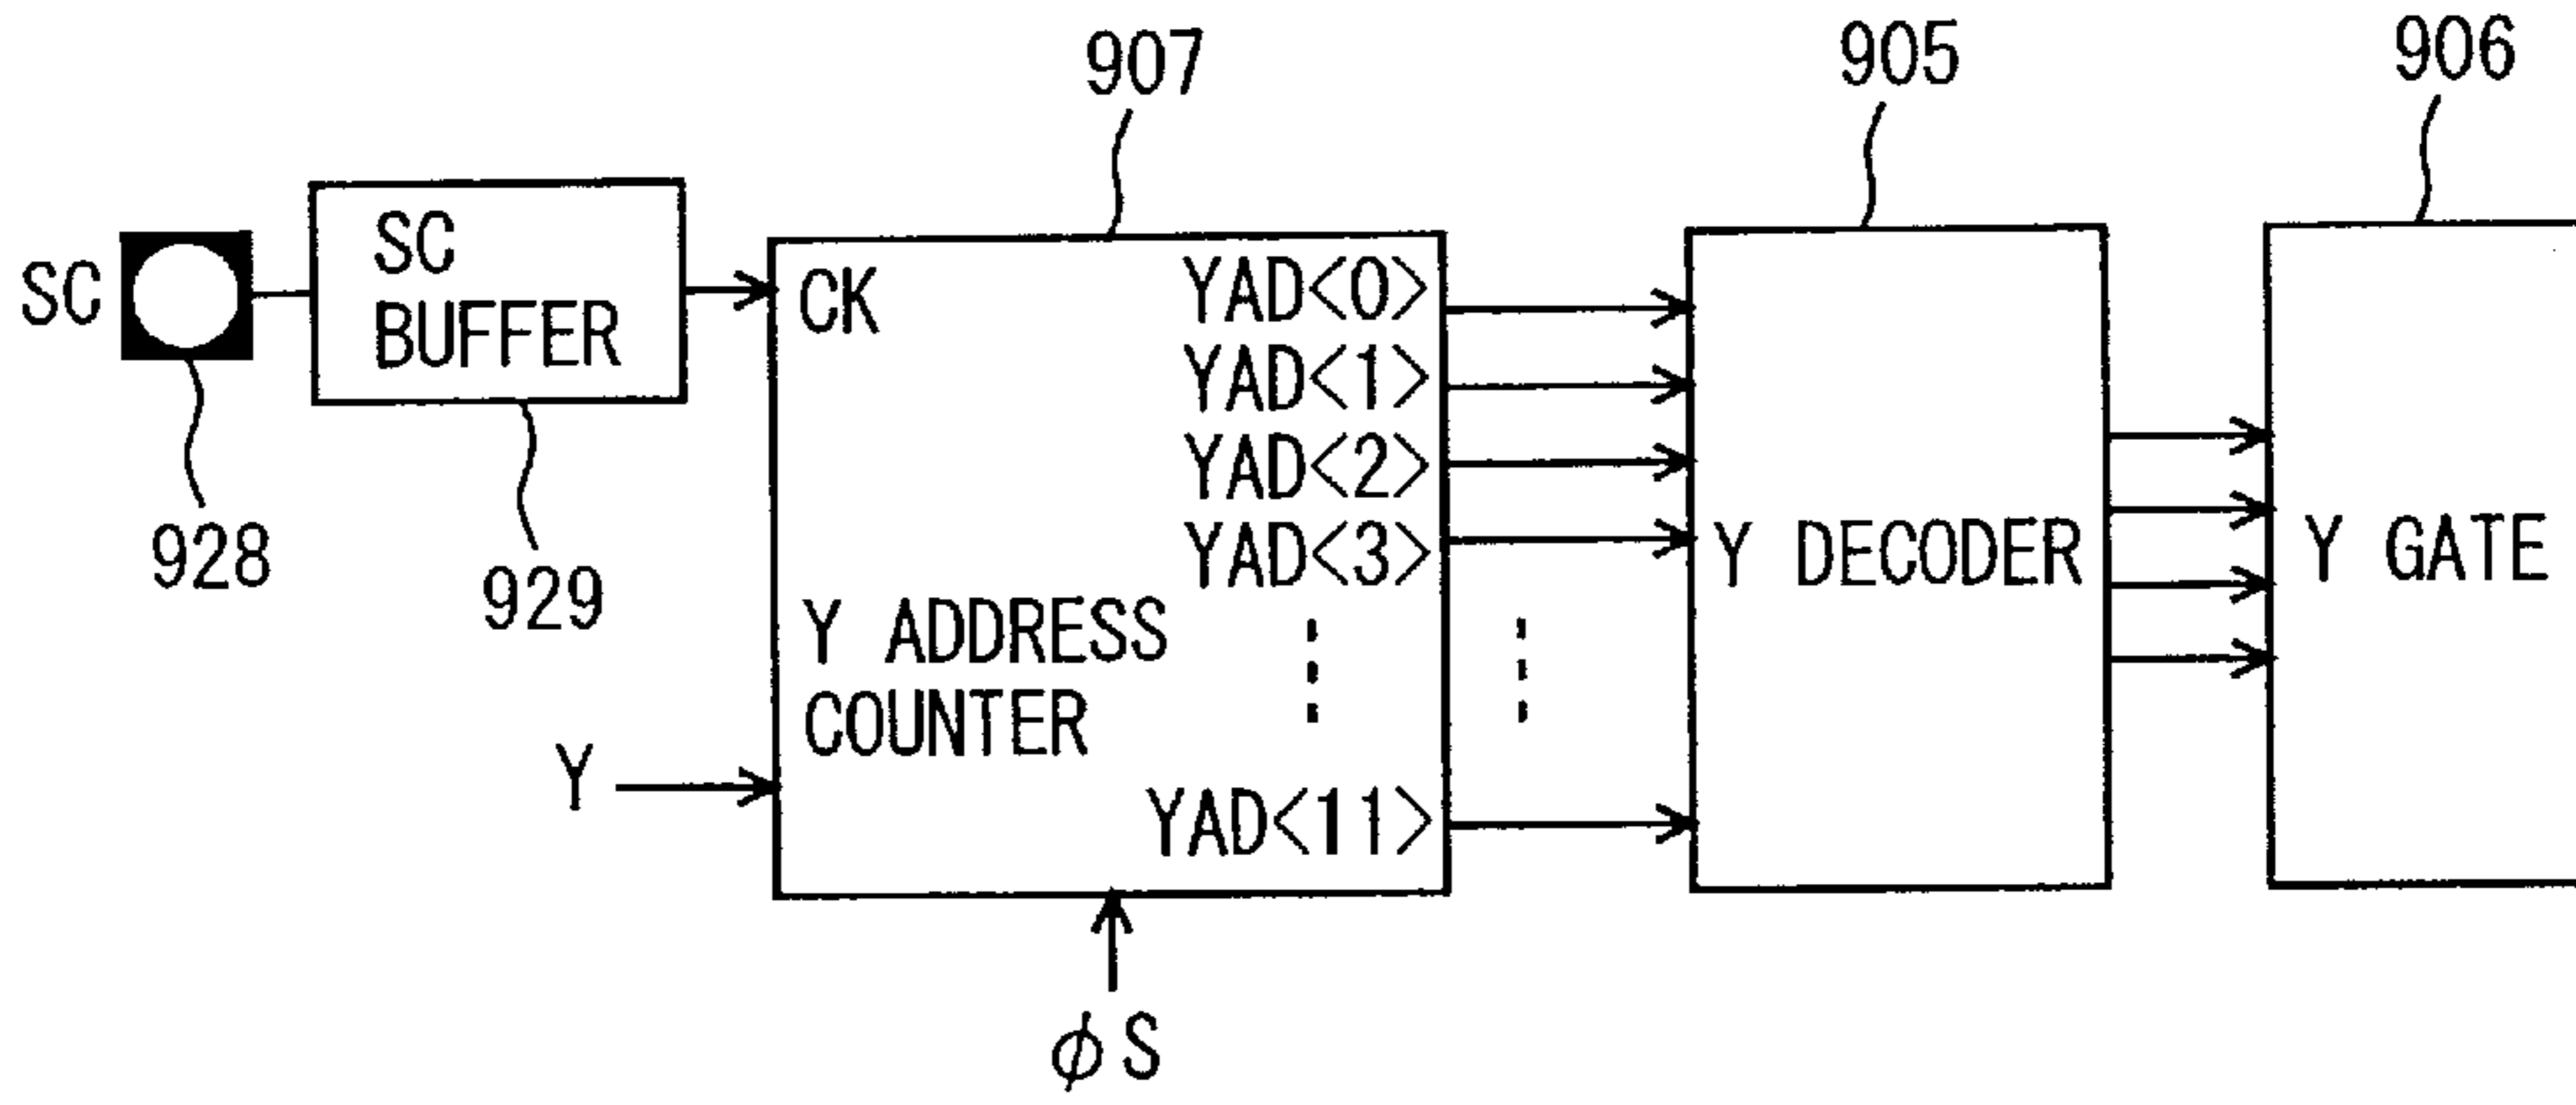 907
905
906
SC
SC
BUFFER
928
929
CK
YAD<0>
YAD<1>
YAD<2>
YAD<3>
YAD<11>
Y ADDRESS
COUNTER
Y
φS
Y DECODER
Y GATE